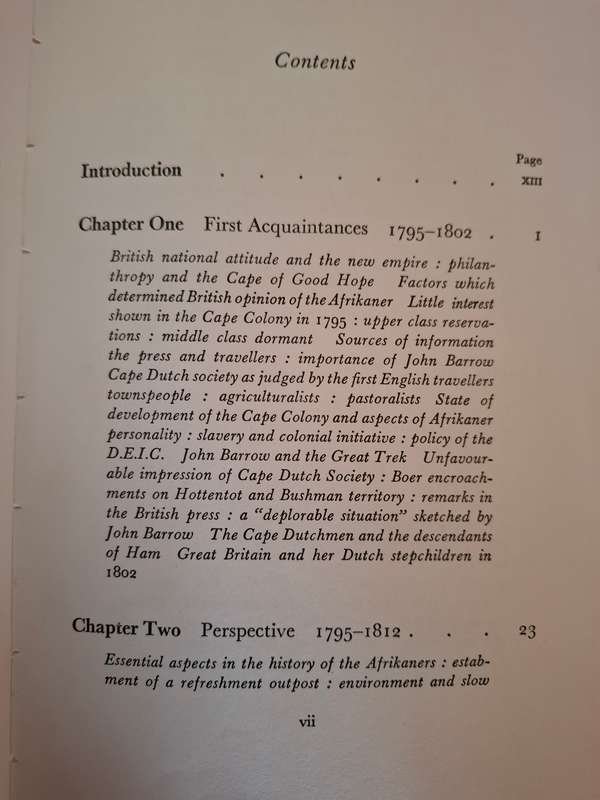 Contents
Page
Introduction . . . . . . . . XIII
Chapter One First Acquaintances 1795–1802 . 1
British national attitude and the new empire : philan-
thropy and the Cape of Good Hope Factors which
determined British opinion of the Afrikaner Little interest
shown in the Cape Colony in 1795 : upper class reserva-
tions : middle class dormant Sources of information
the press and travellers : importance of John Barrow
Cape Dutch society as judged by the first English travellers
townspeople : agriculturalists : pastoralists State of
development of the Cape Colony and aspects of Afrikaner
personality : slavery and colonial initiative : policy of the
D.E.I.C. John Barrow and the Great Trek Unfavour-
able impression of Cape Dutch Society : Boer encroach-
ments on Hottentot and Bushman territory : remarks in
the British press : a “deplorable situation” sketched by
John Barrow The Cape Dutchmen and the descendants
of Ham Great Britain and her Dutch stepchildren in
1802
Chapter Two Perspective 1795–1812 . . . 23
Essential aspects in the history of the Afrikaners : estab-
ment of a refreshment outpost : environment and slow
vii